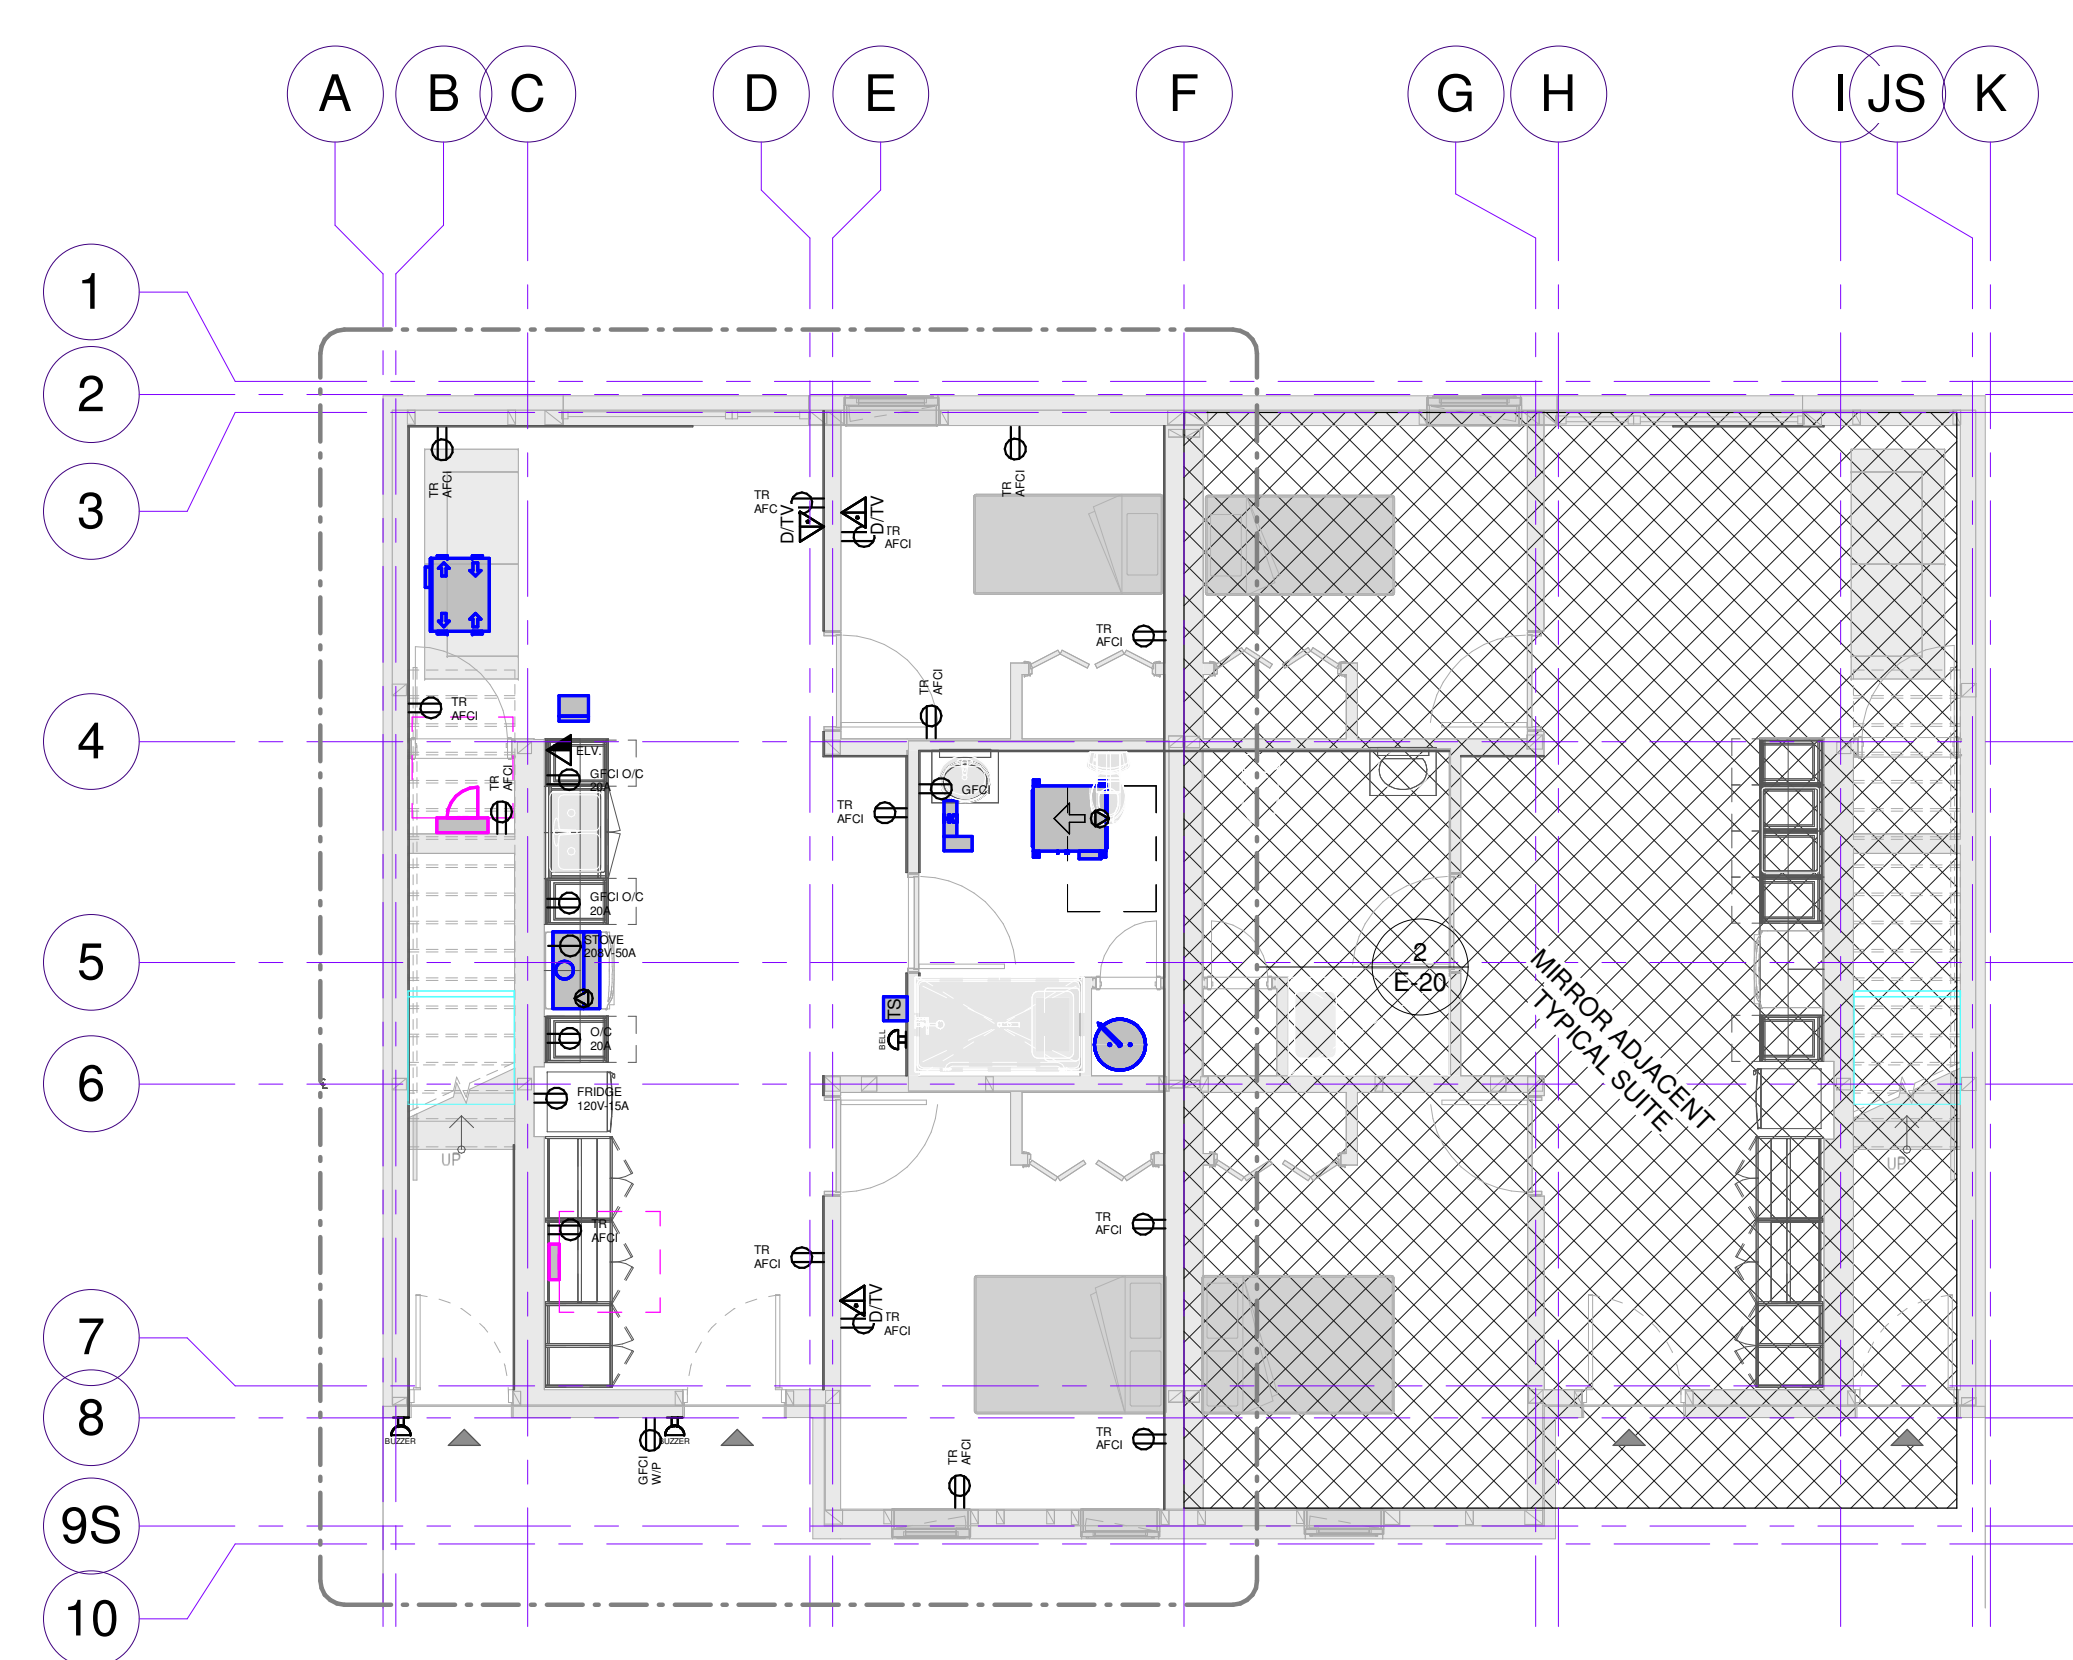 A
B
C
D
E
F
G
H
I
JS
K
1
2
3
4
5
6
7
8
9S
10
TR
AFCI
TR
AFC
D/TV
D/TV
TR
AFCI
TR
AFCI
TR
AFCI
TR
AFCI
TR
AFCI
TR
AFCI
ELV.
GFCI O/C
20A
GFCI
TR
AFCI
GFCI O/C
20A
STOVE
208V-50A
TS
BELL
O/C
20A
FRIDGE
120V-15A
UP
TR
AFCI
TR
AFCI
TR
AFCI
D/TV
TR
AFCI
BUZZER
BUZZER
GFCI
W/P
TR
AFCI
TR
AFCI
2
E-20
MIRROR ADJACENT
TYPICAL SUITE
UP